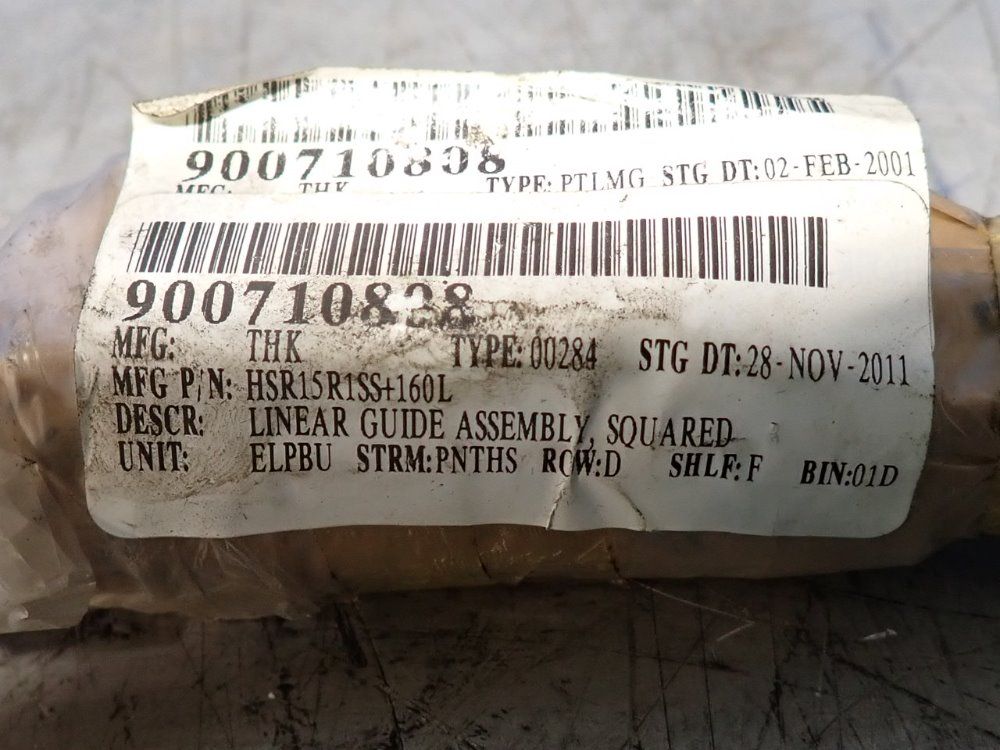 900710808
MFG: THK TYPE: PTLMG STG DT:02-FEB-2001
900710828
MFG: THK TYPE: 00284 STG DT:28-NOV-2011
MFG P/N: HSR15R1SS+160L
DESCR: LINEAR GUIDE ASSEMBLY, SQUARED
UNIT: ELPBU STRM:PNTHS ROW:D SHLF:F BIN:01D